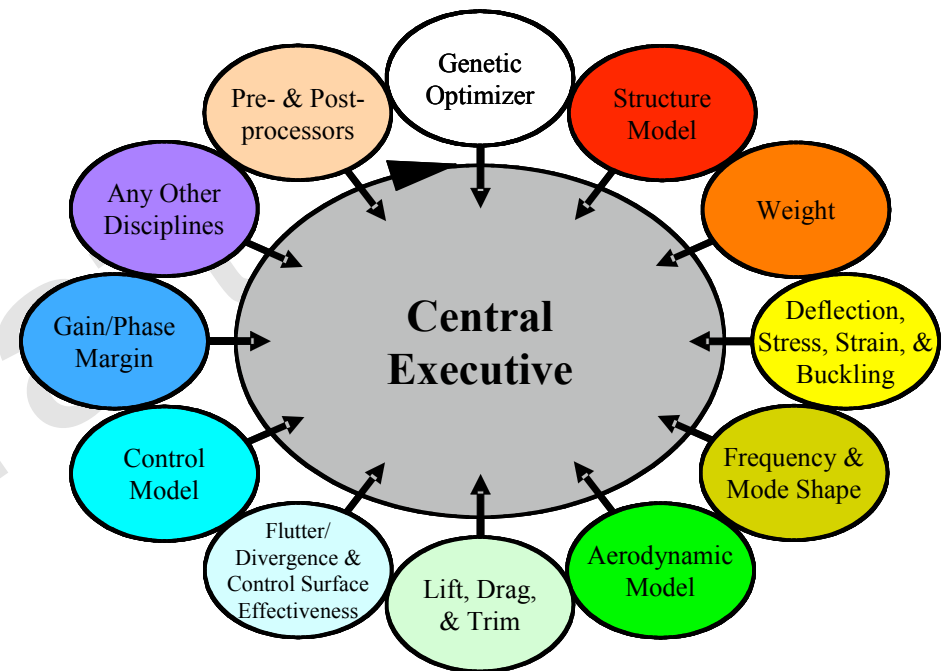 Genetic
Optimizer
Structure
Model
Weight
Deflection,
Stress, Strain, &
Buckling
Frequency &
Mode Shape
Aerodynamic
Model
Lift, Drag,
& Trim
Flutter/
Divergence &
Control Surface
Effectiveness
Control
Model
Gain/Phase
Margin
Any Other
Disciplines
Pre- & Post-
processors
Central
Executive